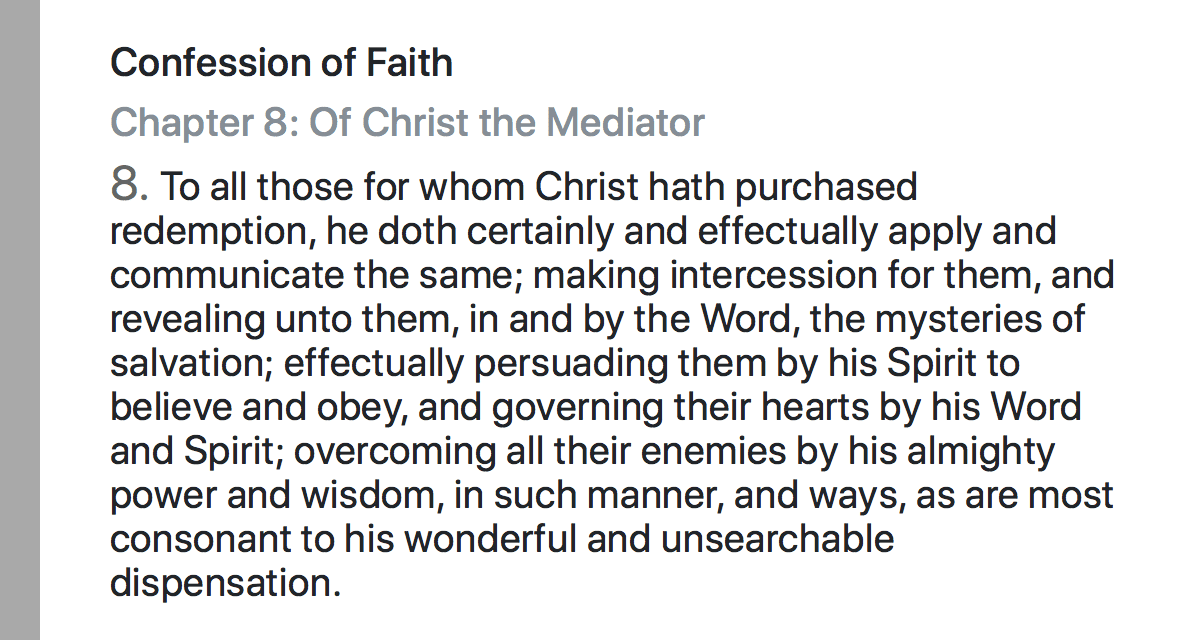 Confession of Faith
Chapter 8: Of Christ the Mediator
8. To all those for whom Christ hath purchased
redemption, he doth certainly and effectually apply and
communicate the same; making intercession for them, and
revealing unto them, in and by the Word, the mysteries of
salvation; effectually persuading them by his Spirit to
believe and obey, and governing their hearts by his Word
and Spirit; overcoming all their enemies by his almighty
power and wisdom, in such manner, and ways, as are most
consonant to his wonderful and unsearchable
dispensation.